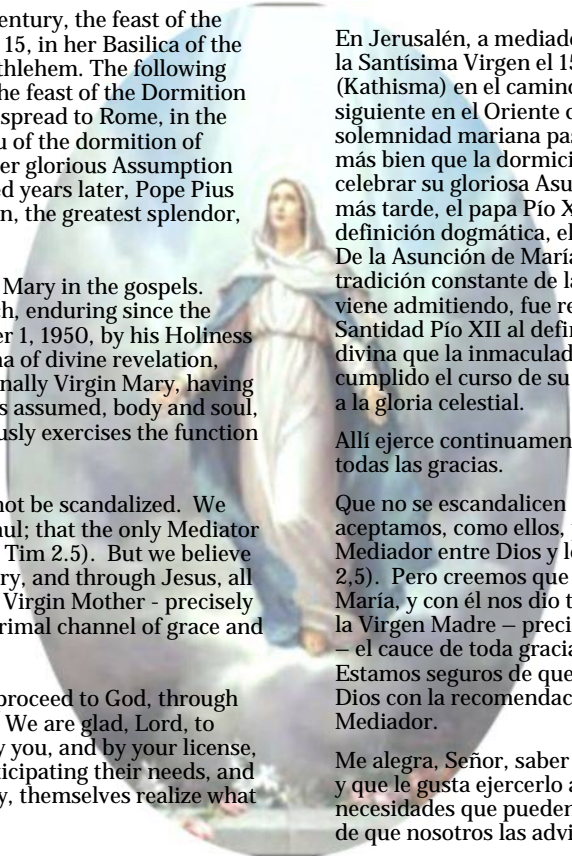 entury, the feast of the
15, in her Basilica of the
thlehem. The following
he feast of the Dormition
spread to Rome, in the
u of the dormition of
er glorious Assumption
ed years later, Pope Pius
n, the greatest splendor,
Mary in the gospels.
ch, enduring since the
er 1, 1950, by his Holiness
na of divine revelation,
nally Virgin Mary, having
s assumed, body and soul,
usly exercises the function
not be scandalized. We
aul; that the only Mediator
Tim 2.5). But we believe
ry, and through Jesus, all
Virgin Mother - precisely
rimal channel of grace and
proceed to God, through
We are glad, Lord, to
y you, and by your license,
ticipating their needs, and
y, themselves realize what
En Jerusalén, a mediado
la Santísima Virgen el 15
(Kathisma) en el camino
siguiente en el Oriente c
solemnidad mariana pas
más bien que la dormici
celebrar su gloriosa Asu
más tarde, el papa Pío X
definición dogmática, el
De la Asunción de María
tradición constante de la
viene admitiendo, fue re
Santidad Pío XII al defin
divina que la inmaculad
cumplido el curso de su
a la gloria celestial.
Allí ejerce continuamen
todas las gracias.
Que no se escandalicen
aceptamos, como ellos,
Mediador entre Dios y lo
2,5). Pero creemos que
María, y con él nos dio t
la Virgen Madre – preci
– el cauce de toda gracia
Estamos seguros de que
Dios con la recomendac
Mediador.
Me alegra, Señor, saber
y que le gusta ejercerlo a
necesidades que pueden
de que nosotros las advi